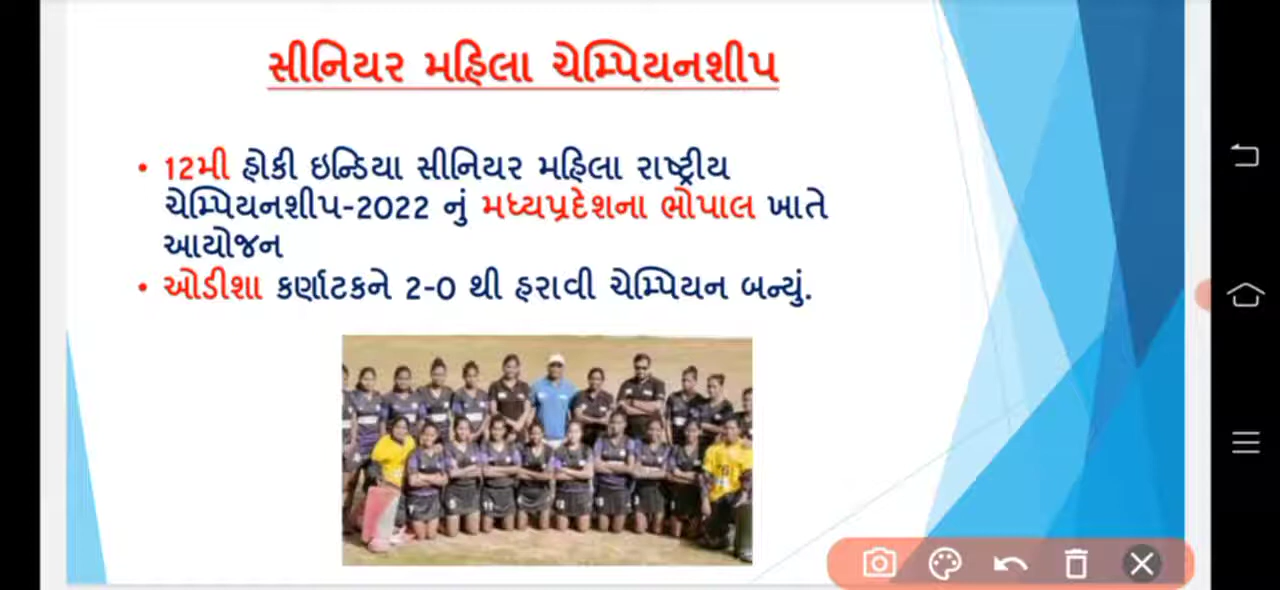 સીનિયર મહિલા ચેમ્પિયનશીપ
• 12મી હોકી ઇન્ડિયા સીનિયર મહિલા રાષ્ટ્રીય
ચેમ્પિયનશીપ-2022 નું મધ્યપ્રદેશના ભોપાલ ખાતે
આયોજન
• ઓડીશા કર્ણાટકને 2-0 થી હરાવી ચેમ્પિયન બન્યું.